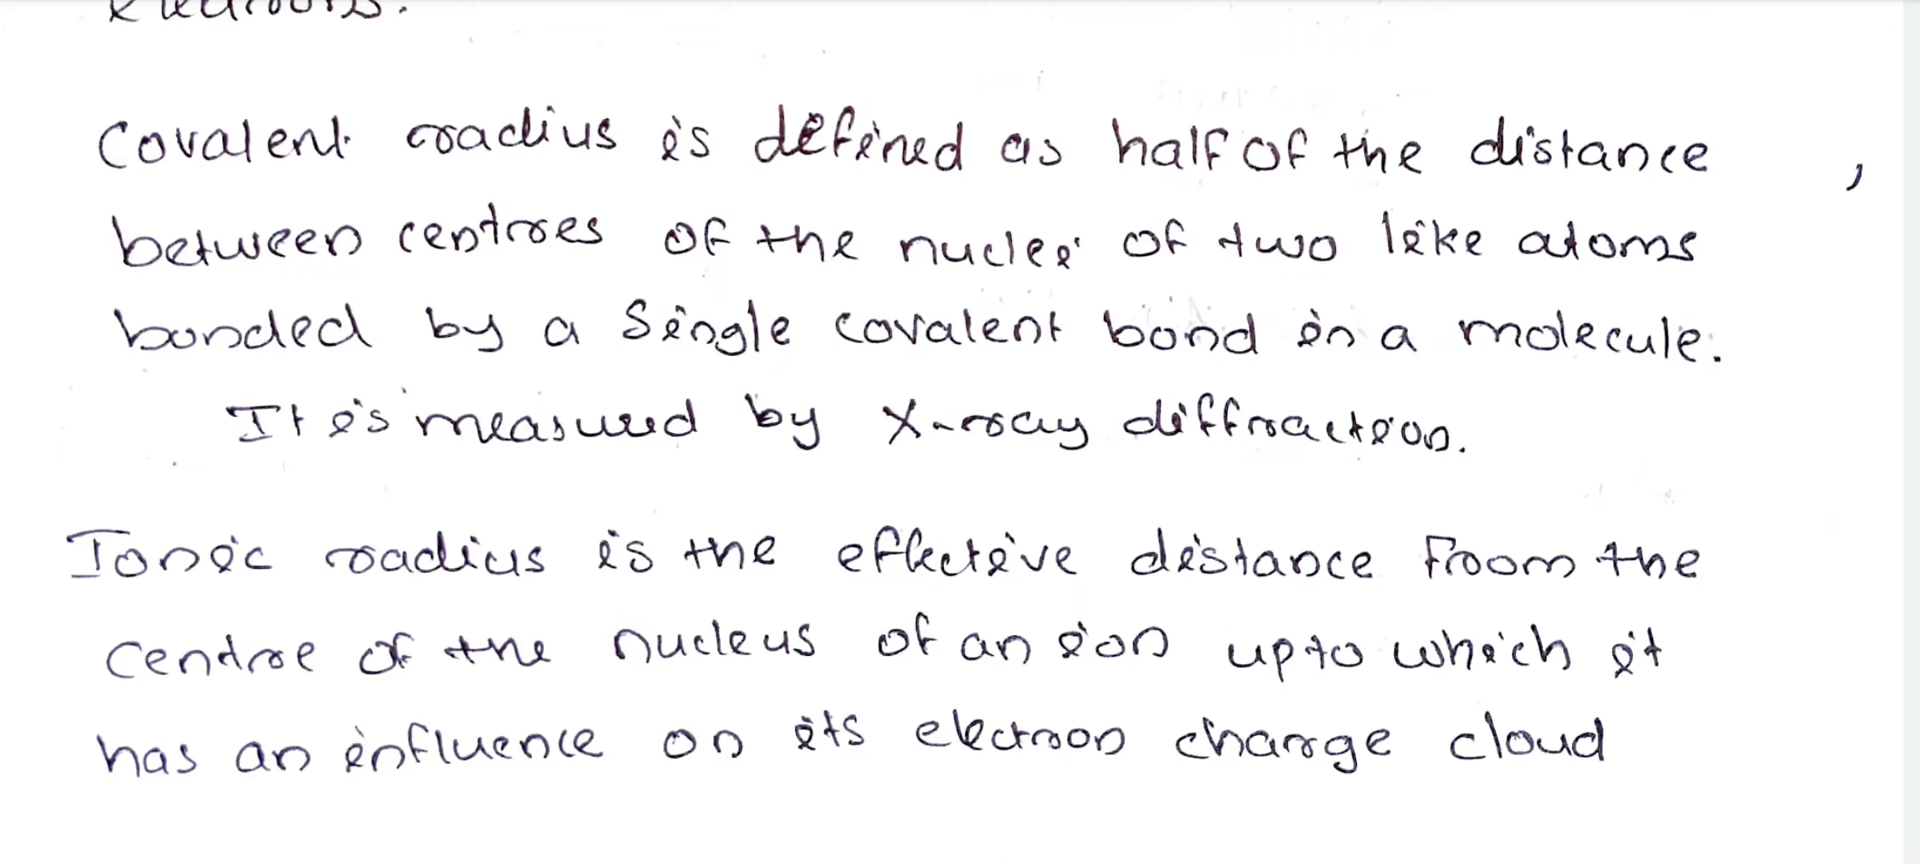 electrons.
Covalent radius is defined as half of the distance
between centres of the nuclei of two like atoms
bonded by a single covalent bond in a molecule.
It is measured by X-ray diffraction.
Ionic radius is the effective distance from the
centre of the nucleus of an ion upto which it
has an influence on its electron charge cloud